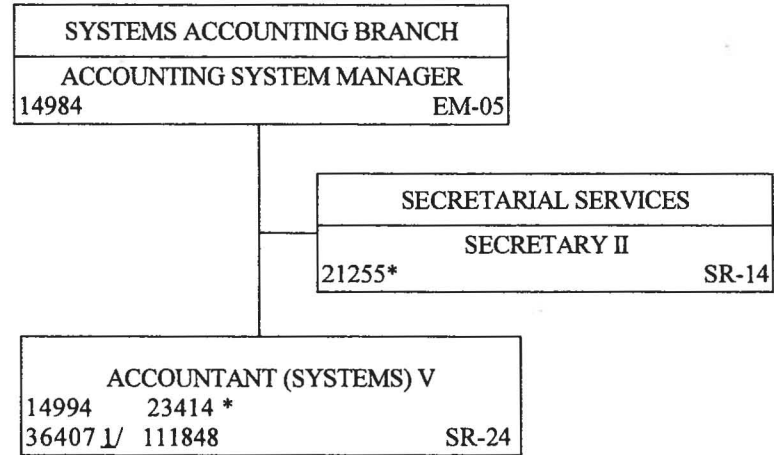 SYSTEMS ACCOUNTING BRANCH
ACCOUNTING SYSTEM MANAGER
14984 EM-05
SECRETARIAL SERVICES
SECRETARY II
21255* SR-14
ACCOUNTANT (SYSTEMS) V
14994 23414 *
36407 1/ 111848 SR-24